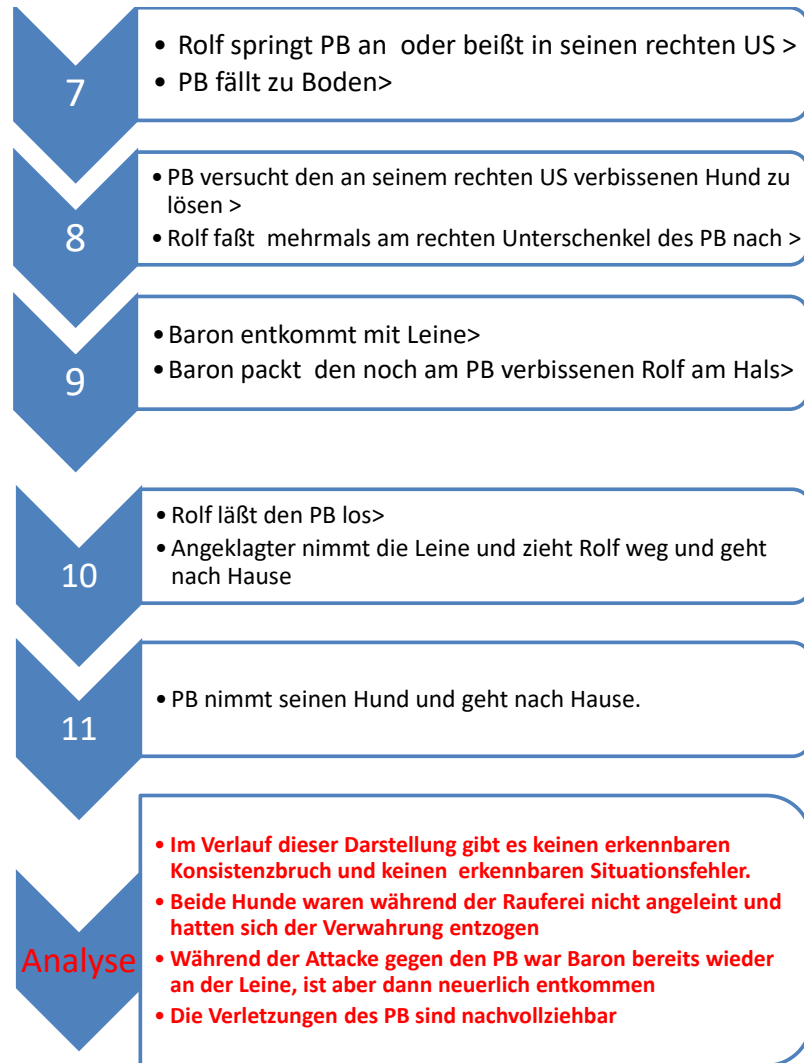 7
• Rolf springt PB an oder beißt in seinen rechten US >
• PB fällt zu Boden>
8
• PB versucht den an seinem rechten US verbissenen Hund zu
lösen >
• Rolf faßt mehrmals am rechten Unterschenkel des PB nach >
9
• Baron entkommt mit Leine>
• Baron packt den noch am PB verbissenen Rolf am Hals>
10
• Rolf läßt den PB los>
• Angeklagter nimmt die Leine und zieht Rolf weg und geht
nach Hause
11
• PB nimmt seinen Hund und geht nach Hause.
Analyse
• Im Verlauf dieser Darstellung gibt es keinen erkennbaren
Konsistenzbruch und keinen erkennbaren Situationsfehler.
• Beide Hunde waren während der Rauferei nicht angeleint und
hatten sich der Verwahrung entzogen
• Während der Attacke gegen den PB war Baron bereits wieder
an der Leine, ist aber dann neuerlich entkommen
• Die Verletzungen des PB sind nachvollziehbar